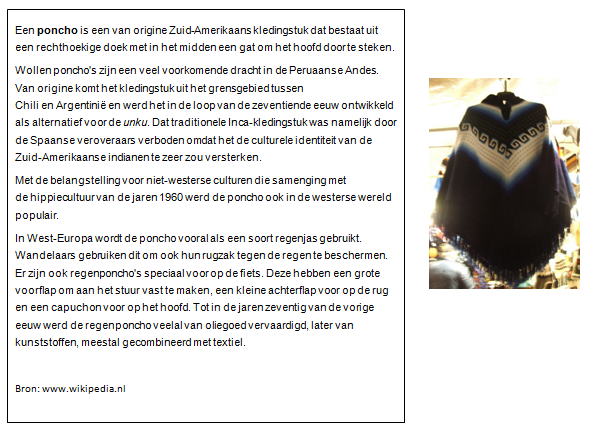 Een poncho is een van origine Zuid-Amerikaans kledingstuk dat bestaat uit
een rechthoekige doek met in het midden een gat om het hoofd door te steken.
Wollen poncho's zijn een veel voorkomende dracht in de Peruaanse Andes.
Van origine komt het kledingstuk uit het grensgebied tussen
Chili en Argentinië en werd het in de loop van de zeventiende eeuw ontwikkeld
als alternatief voor de unku. Dat traditionele Inca-kledingstuk was namelijk door
de Spaanse veroveraars verboden omdat het de culturele identiteit van de
Zuid-Amerikaanse indianen te zeer zou versterken.
Met de belangstelling voor niet-westerse culturen die samenging met
de hippiecultuur van de jaren 1960 werd de poncho ook in de westerse wereld
populair.
In West-Europa wordt de poncho vooral als een soort regenjas gebruikt.
Wandelaars gebruiken dit om ook hun rugzak tegen de regen te beschermen.
Er zijn ook regenponcho's speciaal voor op de fiets. Deze hebben een grote
voorflap om aan het stuur vast te maken, een kleine achterflap voor op de rug
en een capuchon voor op het hoofd. Tot in de jaren zeventig van de vorige
eeuw werd de regenponcho veelal van oliegoed vervaardigd, later van
kunststoffen, meestal gecombineerd met textiel.
Bron: www.wikipedia.nl